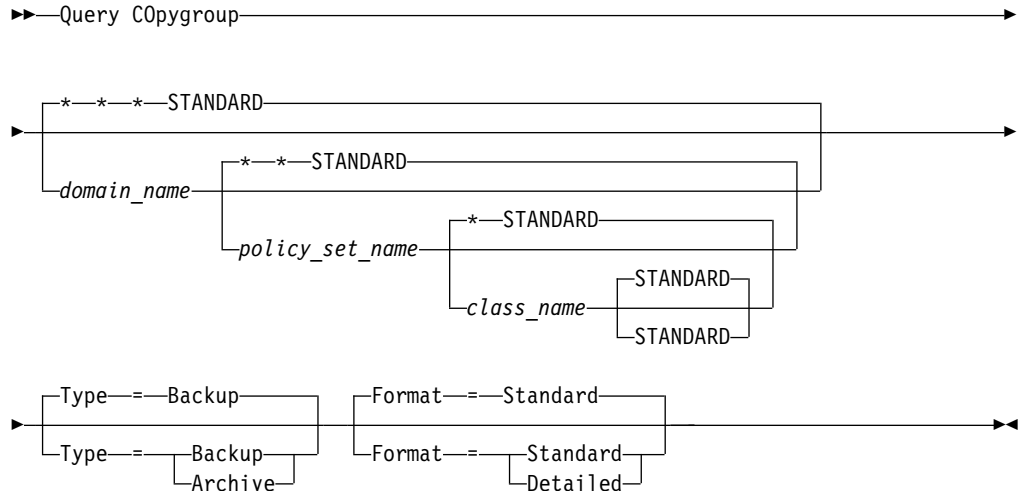 Query COpygroup
* * * STANDARD
* * STANDARD
domain_name
* STANDARD
policy_set_name
STANDARD
class_name
STANDARD
Type = Backup Format = Standard
Type = Backup Format = Standard
Archive Detailed